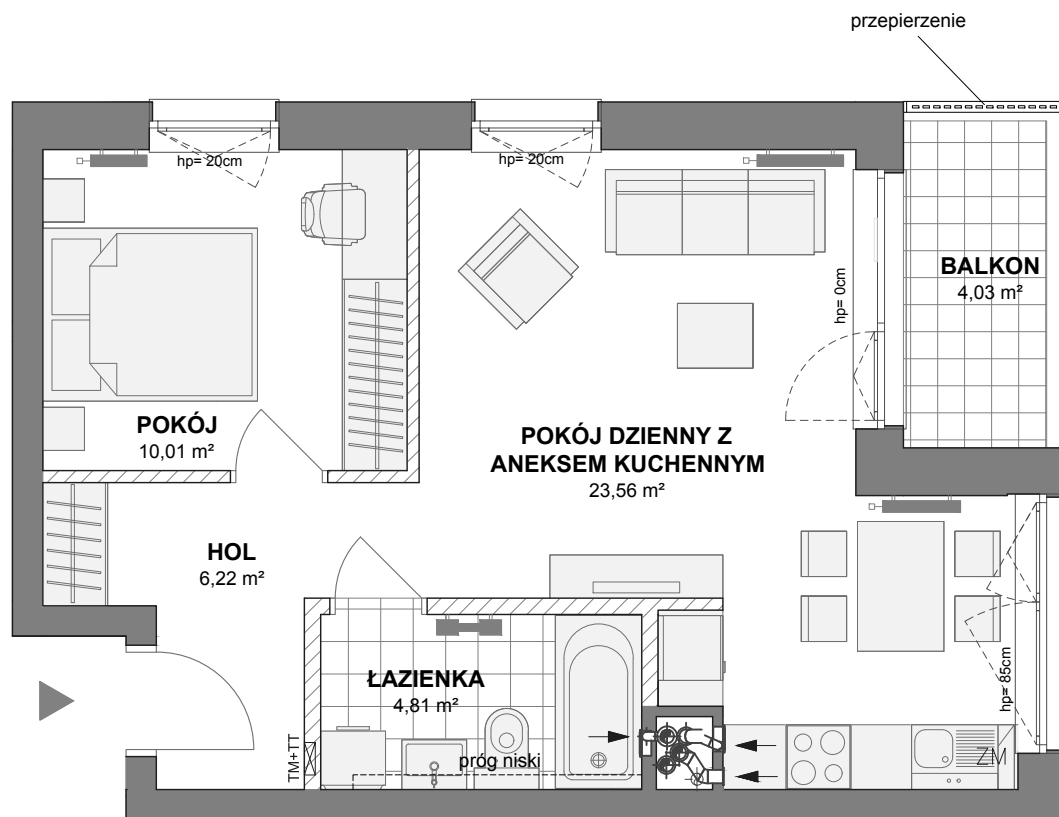 przepierzenie
hp= 20cm
hp= 20cm
BALKON
4,03 m²
hp= 0cm
POKÓJ
10,01 m²
POKÓJ DZIENNY Z
ANEKSEM KUCHENNYM
23,56 m²
HOL
6,22 m²
ŁAZIENKA
4,81 m²
hp= 85cm
TM+TT
próg niski
ZM